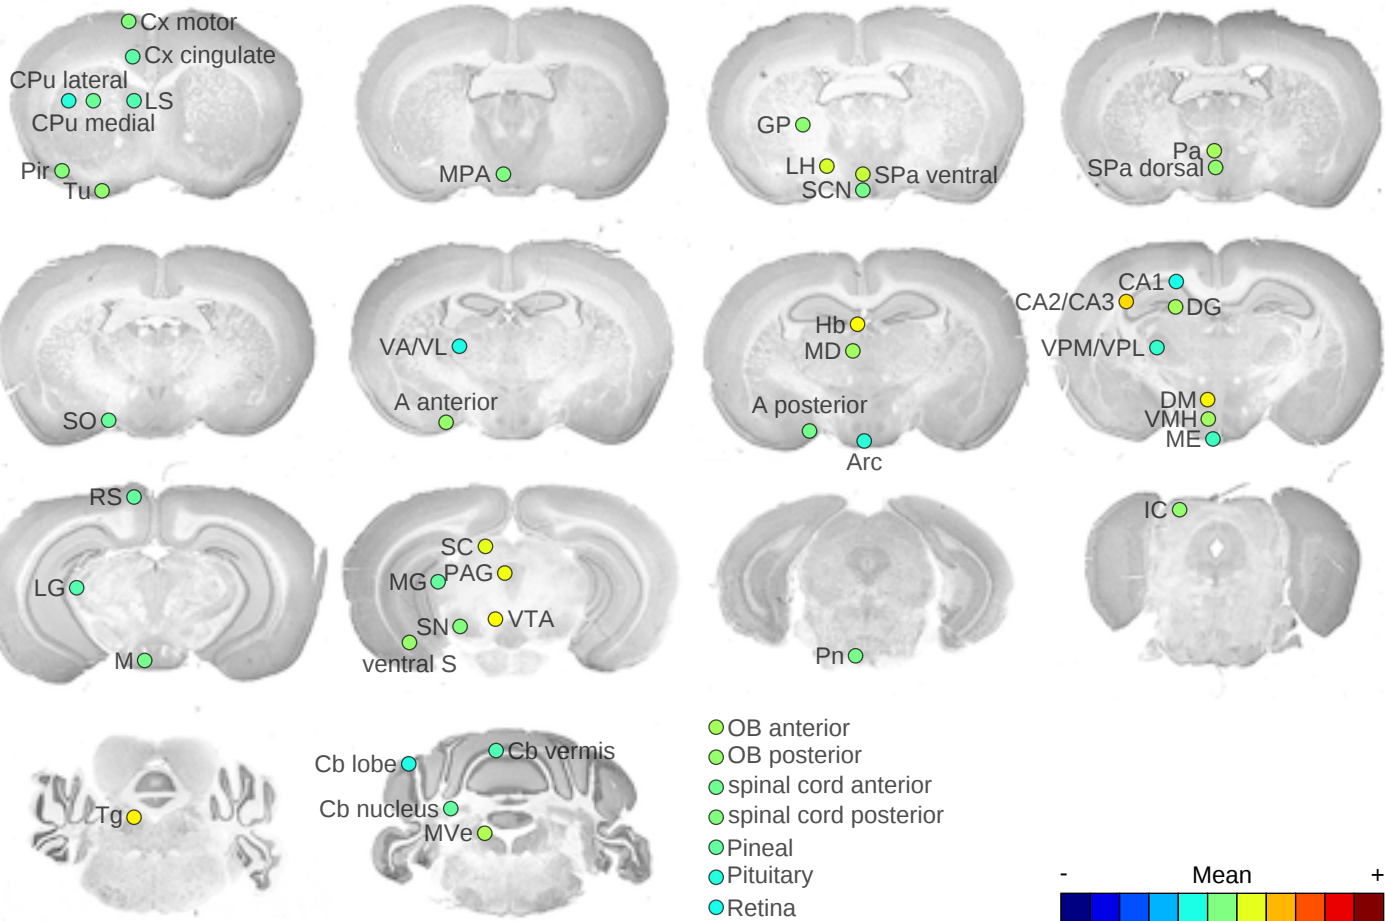 Cx motor
Cx cingulate
CPu lateral
LS
CPu medial
Pir
Tu
MPA
GP
LH
SPa ventral
SCN
Pa
SPa dorsal
SO
VA/VL
A anterior
Hb
MD
A posterior
Arc
CA1
CA2/CA3
DG
VPM/VPL
DM
VMH
ME
RS
LG
M
SC
MG
PAG
SN
VTA
ventral S
Pn
IC
Tg
Cb lobe
Cb vermis
Cb nucleus
MVe
OB anterior
OB posterior
spinal cord anterior
spinal cord posterior
Pineal
Pituitary
Retina
- Mean +